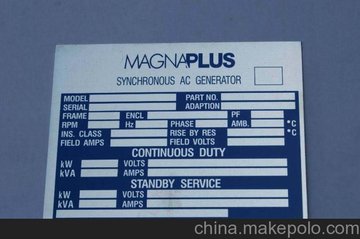 MAGNAPLUS
SYNCHRONOUS AC GENERATOR
MODEL PART NO.
SERIAL ADAPTION
FRAME ENCL PF
RPM Hz PHASE AMB. °C
INS. CLASS RISE BY RES °C
FIELD AMPS FIELD VOLTS
CONTINUOUS DUTY
kW VOLTS
kVA AMPS
STANDBY SERVICE
kW VOLTS
kVA AMPS
china.makepolo.com